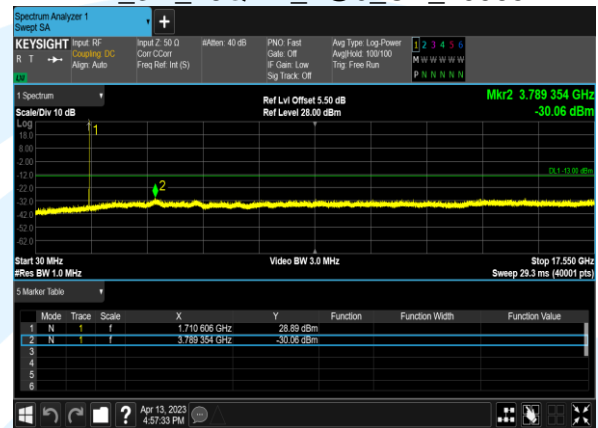 Spectrum Analyzer 1
Swept SA
KEYSIGHT Input: RF Input Z: 50 Ω #Atten: 40 dB PNO: Fast Avg Type: Log-Power 1 2 3 4 5 6
R T Coupling: DC Corr CCorr Gate: Off Avg|Hold: 100/100 M W W W W W
Align: Auto Freq Ref: Int (S) IF Gain: Low Trig: Free Run
Sig Track: Off P N N N N N
1 Spectrum Ref Lvl Offset 5.50 dB Mkr2 3.789 354 GHz
Scale/Div 10 dB Ref Level 28.00 dBm -30.06 dBm
Log
18.0
8.00
-2.00
-12.0
-22.0
-32.0
-42.0
-52.0
-62.0
1
2
DL1 -13.00 dBm
Start 30 MHz Video BW 3.0 MHz Stop 17.550 GHz
#Res BW 1.0 MHz Sweep 29.3 ms (40001 pts)
5 Marker Table
Mode Trace Scale X Y Function Function Width Function Value
1 N 1 f 1.710 606 GHz 28.89 dBm
2 N 1 f 3.789 354 GHz -30.06 dBm
3
4
5
6
Apr 13, 2023
4:57:33 PM